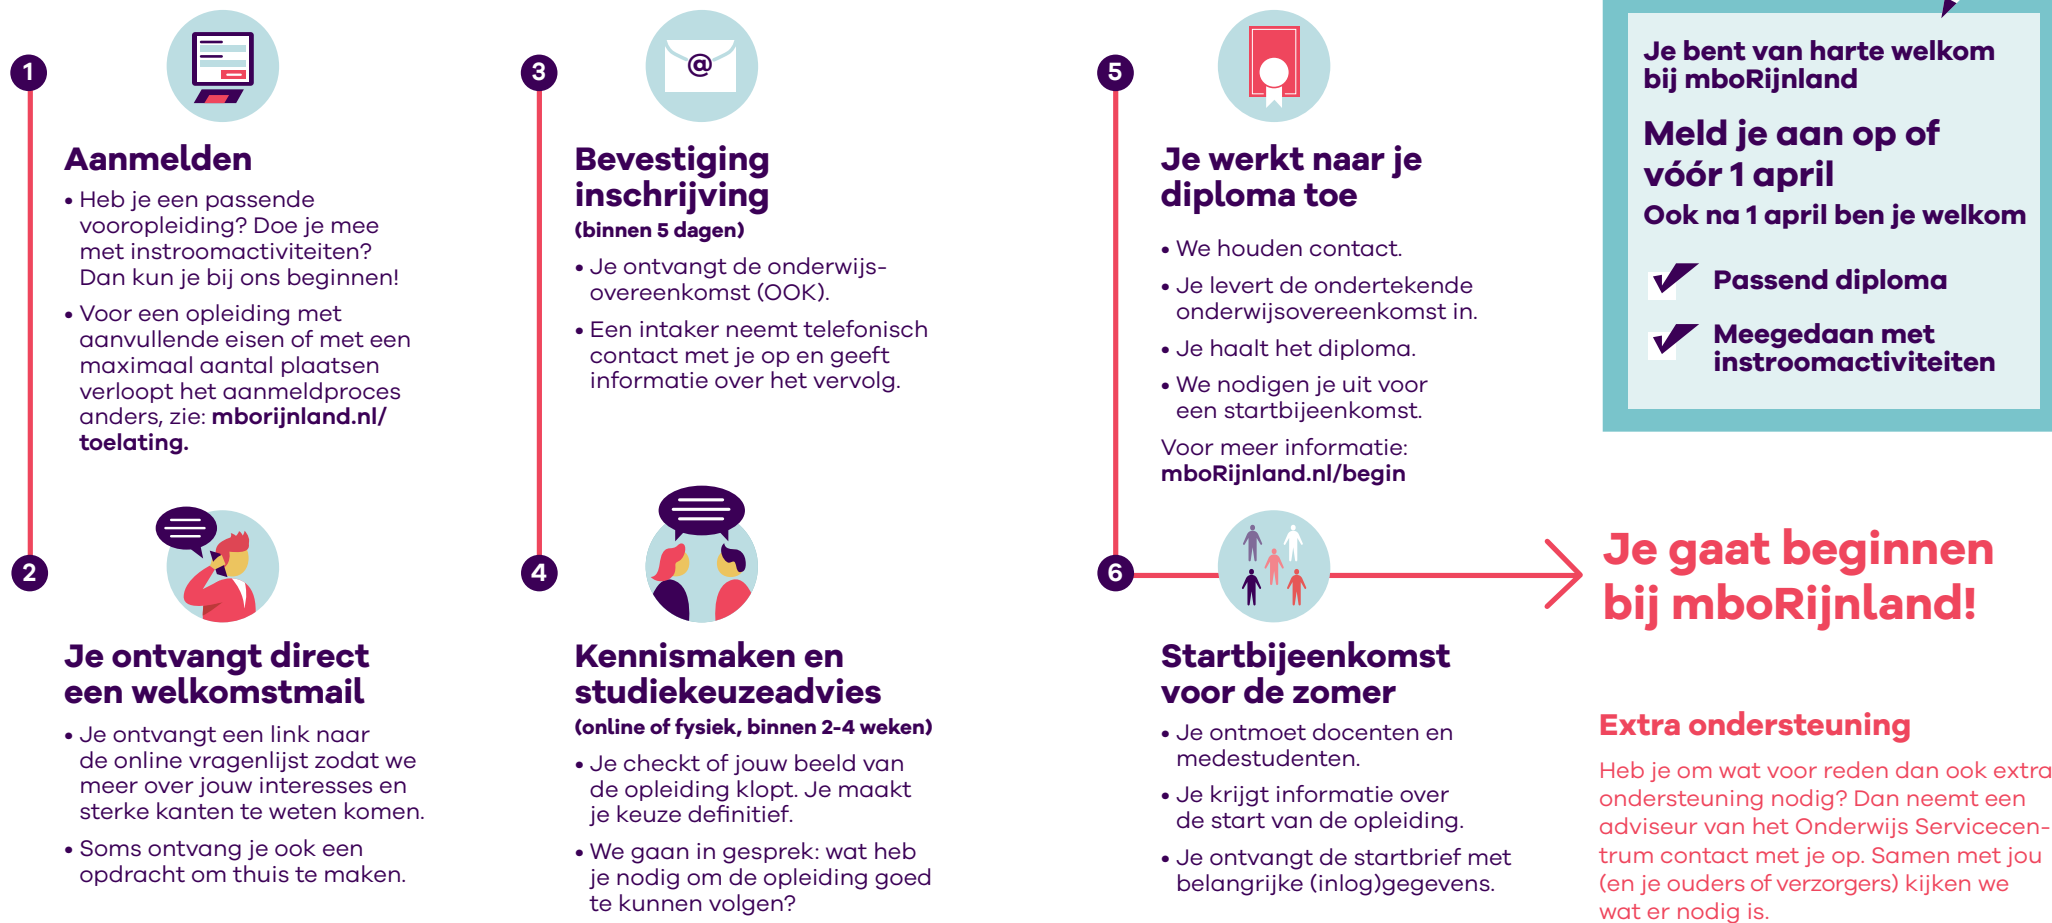 1
Aanmelden
• Heb je een passende
vooropleiding? Doe je mee
met instroomactiviteiten?
Dan kun je bij ons beginnen!
• Voor een opleiding met
aanvullende eisen of met een
maximaal aantal plaatsen
verloopt het aanmeldproces
anders, zie: mborijnland.nl/
toelating.
2
Je ontvangt direct
een welkomstmail
• Je ontvangt een link naar
de online vragenlijst zodat we
meer over jouw interesses en
sterke kanten te weten komen.
• Soms ontvang je ook een
opdracht om thuis te maken.
3
@
Bevestiging
inschrijving
(binnen 5 dagen)
• Je ontvangt de onderwijs-
overeenkomst (OOK).
• Een intaker neemt telefonisch
contact met je op en geeft
informatie over het vervolg.
4
Kennismaken en
studiekeuzeadvies
(online of fysiek, binnen 2-4 weken)
• Je checkt of jouw beeld van
de opleiding klopt. Je maakt
je keuze definitief.
• We gaan in gesprek: wat heb
je nodig om de opleiding goed
te kunnen volgen?
5
Je werkt naar je
diploma toe
• We houden contact.
• Je levert de ondertekende
onderwijsovereenkomst in.
• Je haalt het diploma.
• We nodigen je uit voor
een startbijeenkomst.
Voor meer informatie:
mboRijnland.nl/begin
6
Startbijeenkomst
voor de zomer
• Je ontmoet docenten en
medestudenten.
• Je krijgt informatie over
de start van de opleiding.
• Je ontvangt de startbrief met
belangrijke (inlog)gegevens.
Je bent van harte welkom
bij mboRijnland
Meld je aan op of
vóór 1 april
Ook na 1 april ben je welkom
Passend diploma
Meegedaan met
instroomactiviteiten
Je gaat beginnen
bij mboRijnland!
Extra ondersteuning
Heb je om wat voor reden dan ook extra
ondersteuning nodig? Dan neemt een
adviseur van het Onderwijs Servicecen-
trum contact met je op. Samen met jou
(en je ouders of verzorgers) kijken we
wat er nodig is.